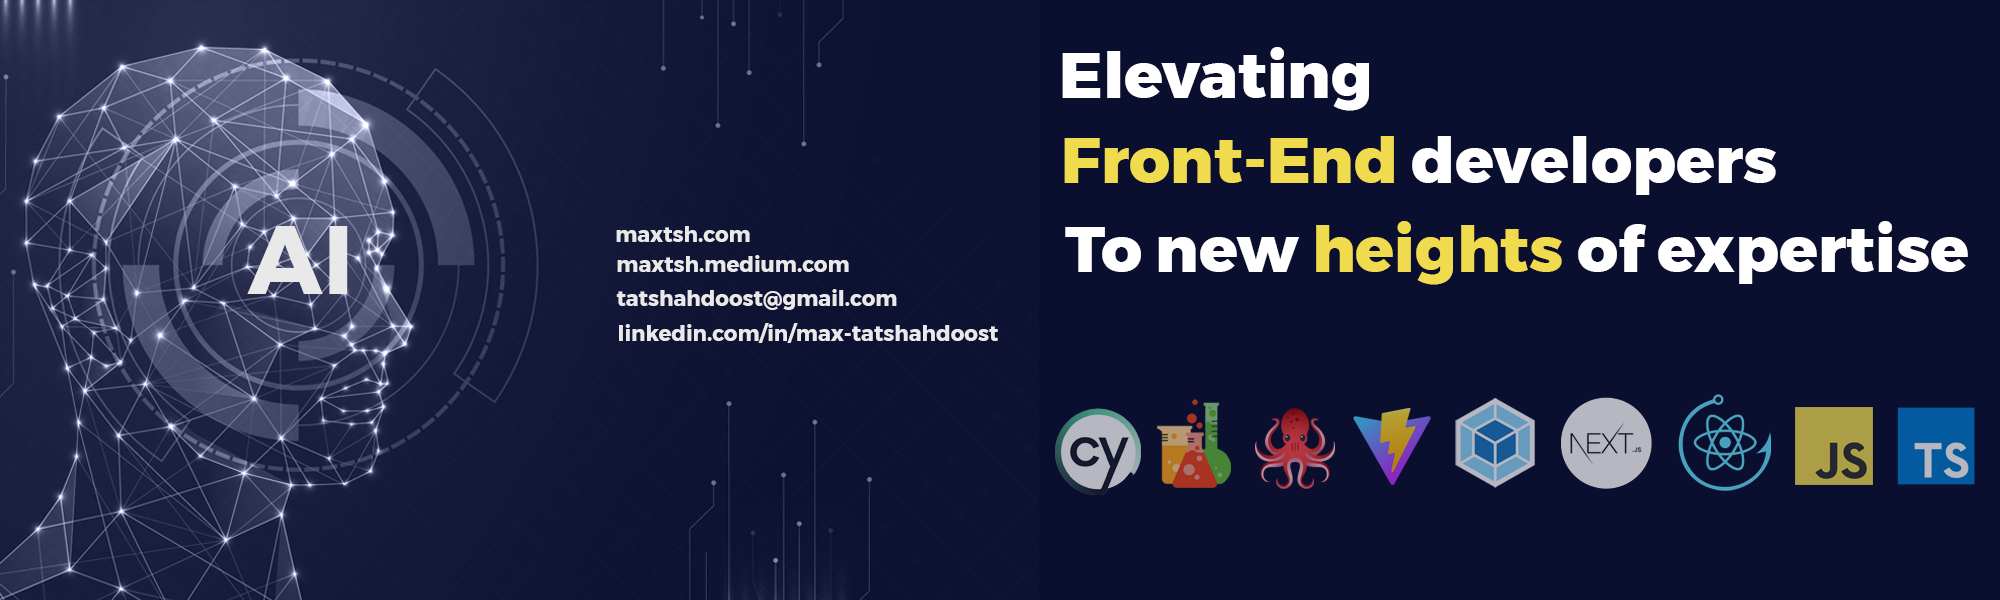 AI
maxtsh.com
maxtsh.medium.com
tatshahdoost@gmail.com
linkedin.com/in/max-tatshahdoost
Elevating
Front-End developers
To new heights of expertise
cy
NEXT.JS
JS
TS